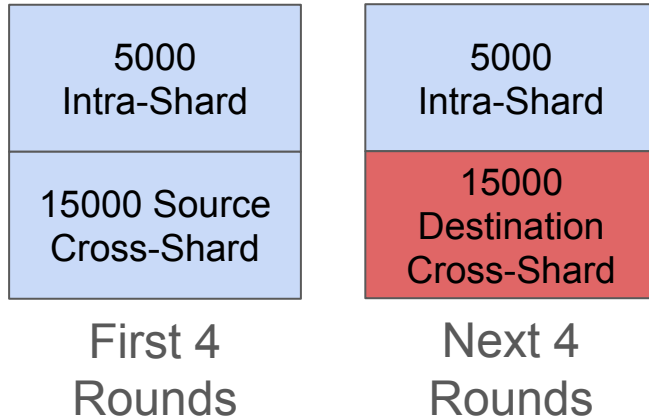 5000
Intra-Shard
15000 Source
Cross-Shard
First 4
Rounds
5000
Intra-Shard
15000
Destination
Cross-Shard
Next 4
Rounds